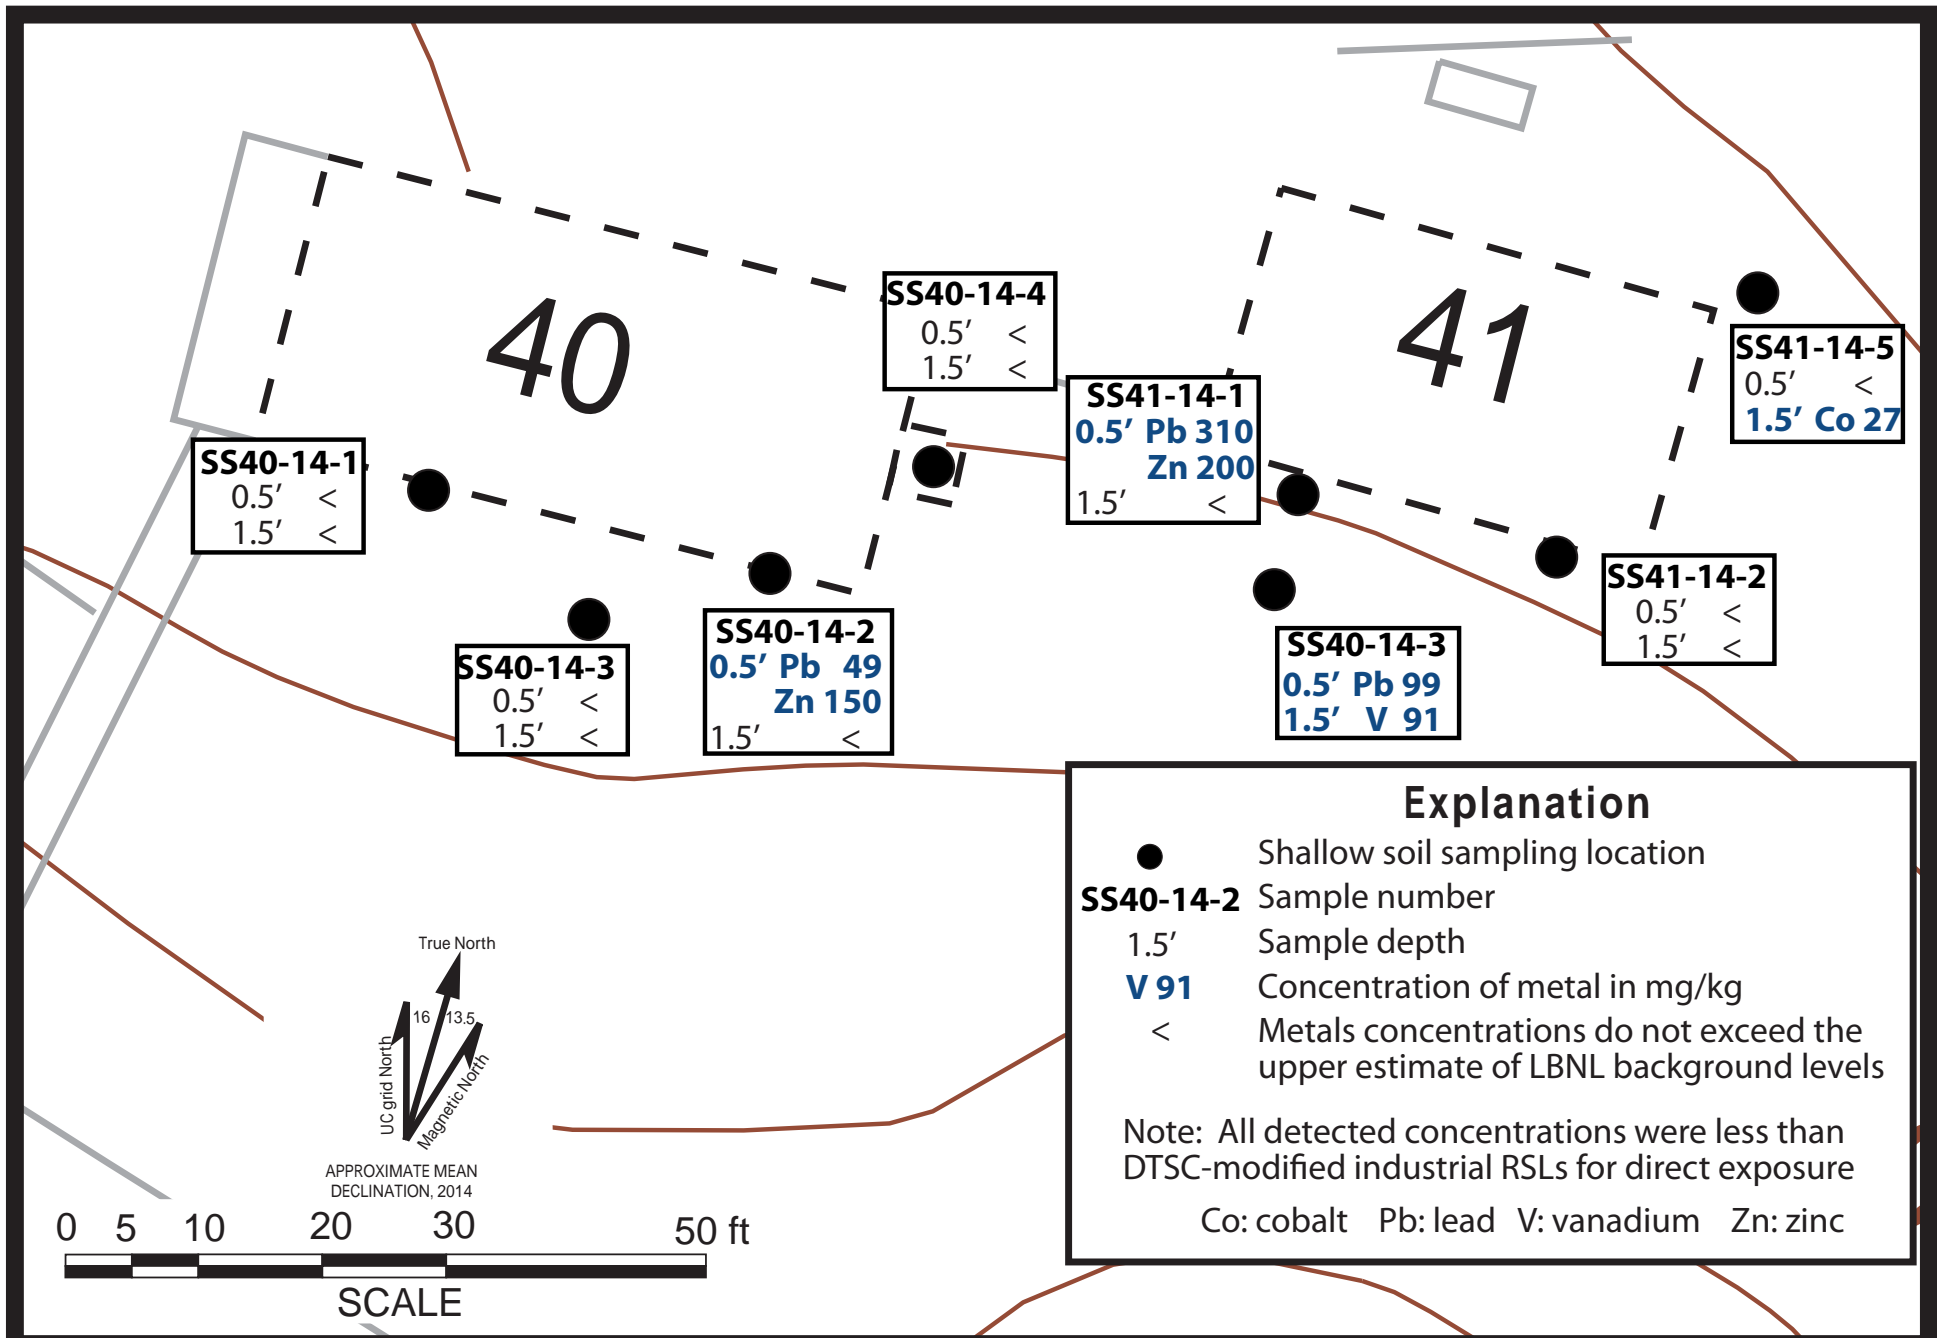 40
41
SS40-14-4
0.5′ <
1.5′ <
SS41-14-1
0.5′ Pb 310
Zn 200
1.5′ <
SS41-14-5
0.5′ <
1.5′ Co 27
SS40-14-1
0.5′ <
1.5′ <
SS40-14-3
0.5′ <
1.5′ <
SS40-14-2
0.5′ Pb 49
Zn 150
1.5′ <
SS40-14-3
0.5′ Pb 99
1.5′ V 91
SS41-14-2
0.5′ <
1.5′ <
Explanation
Shallow soil sampling location
SS40-14-2 Sample number
1.5′ Sample depth
V 91 Concentration of metal in mg/kg
< Metals concentrations do not exceed the
upper estimate of LBNL background levels
Note: All detected concentrations were less than
DTSC-modified industrial RSLs for direct exposure
Co: cobalt Pb: lead V: vanadium Zn: zinc
True North
16 13.5
UC grid North
Magnetic North
APPROXIMATE MEAN
DECLINATION, 2014
0 5 10 20 30 50 ft
SCALE